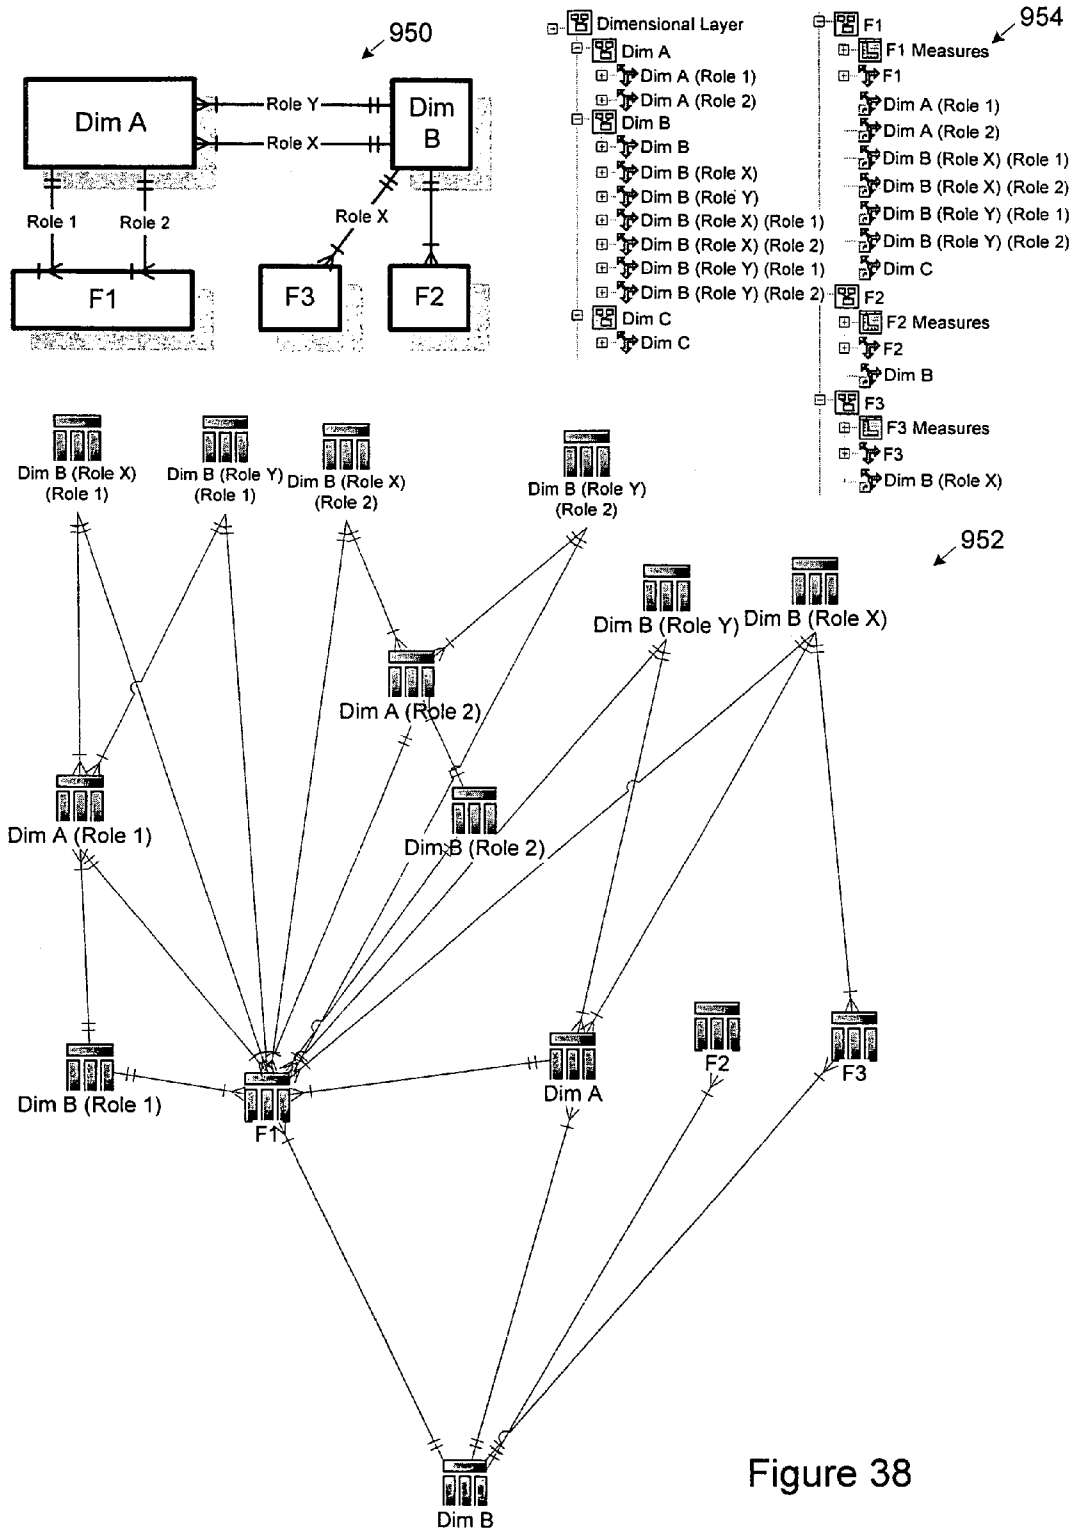 950
Dim A
Role Y
Role X
Dim
B
Role 1
Role 2
Role X
F1
F3
F2
Dimensional Layer
Dim A
Dim A (Role 1)
Dim A (Role 2)
Dim B
Dim B
Dim B (Role X)
Dim B (Role Y)
Dim B (Role X) (Role 1)
Dim B (Role X) (Role 2)
Dim B (Role Y) (Role 1)
Dim B (Role Y) (Role 2)
Dim C
Dim C
954
F1
F1 Measures
F1
Dim A (Role 1)
Dim A (Role 2)
Dim B (Role X) (Role 1)
Dim B (Role X) (Role 2)
Dim B (Role Y) (Role 1)
Dim B (Role Y) (Role 2)
Dim C
F2
F2 Measures
F2
Dim B
F3
F3 Measures
F3
Dim B (Role X)
952
Dim B (Role X)
(Role 1)
Dim B (Role Y)
(Role 1)
Dim B (Role X)
(Role 2)
Dim B (Role Y)
(Role 2)
Dim B (Role Y)
Dim B (Role X)
Dim A (Role 2)
Dim A (Role 1)
Dim B (Role 2)
Dim B (Role 1)
F1
Dim A
F2
F3
Dim B
Figure 38